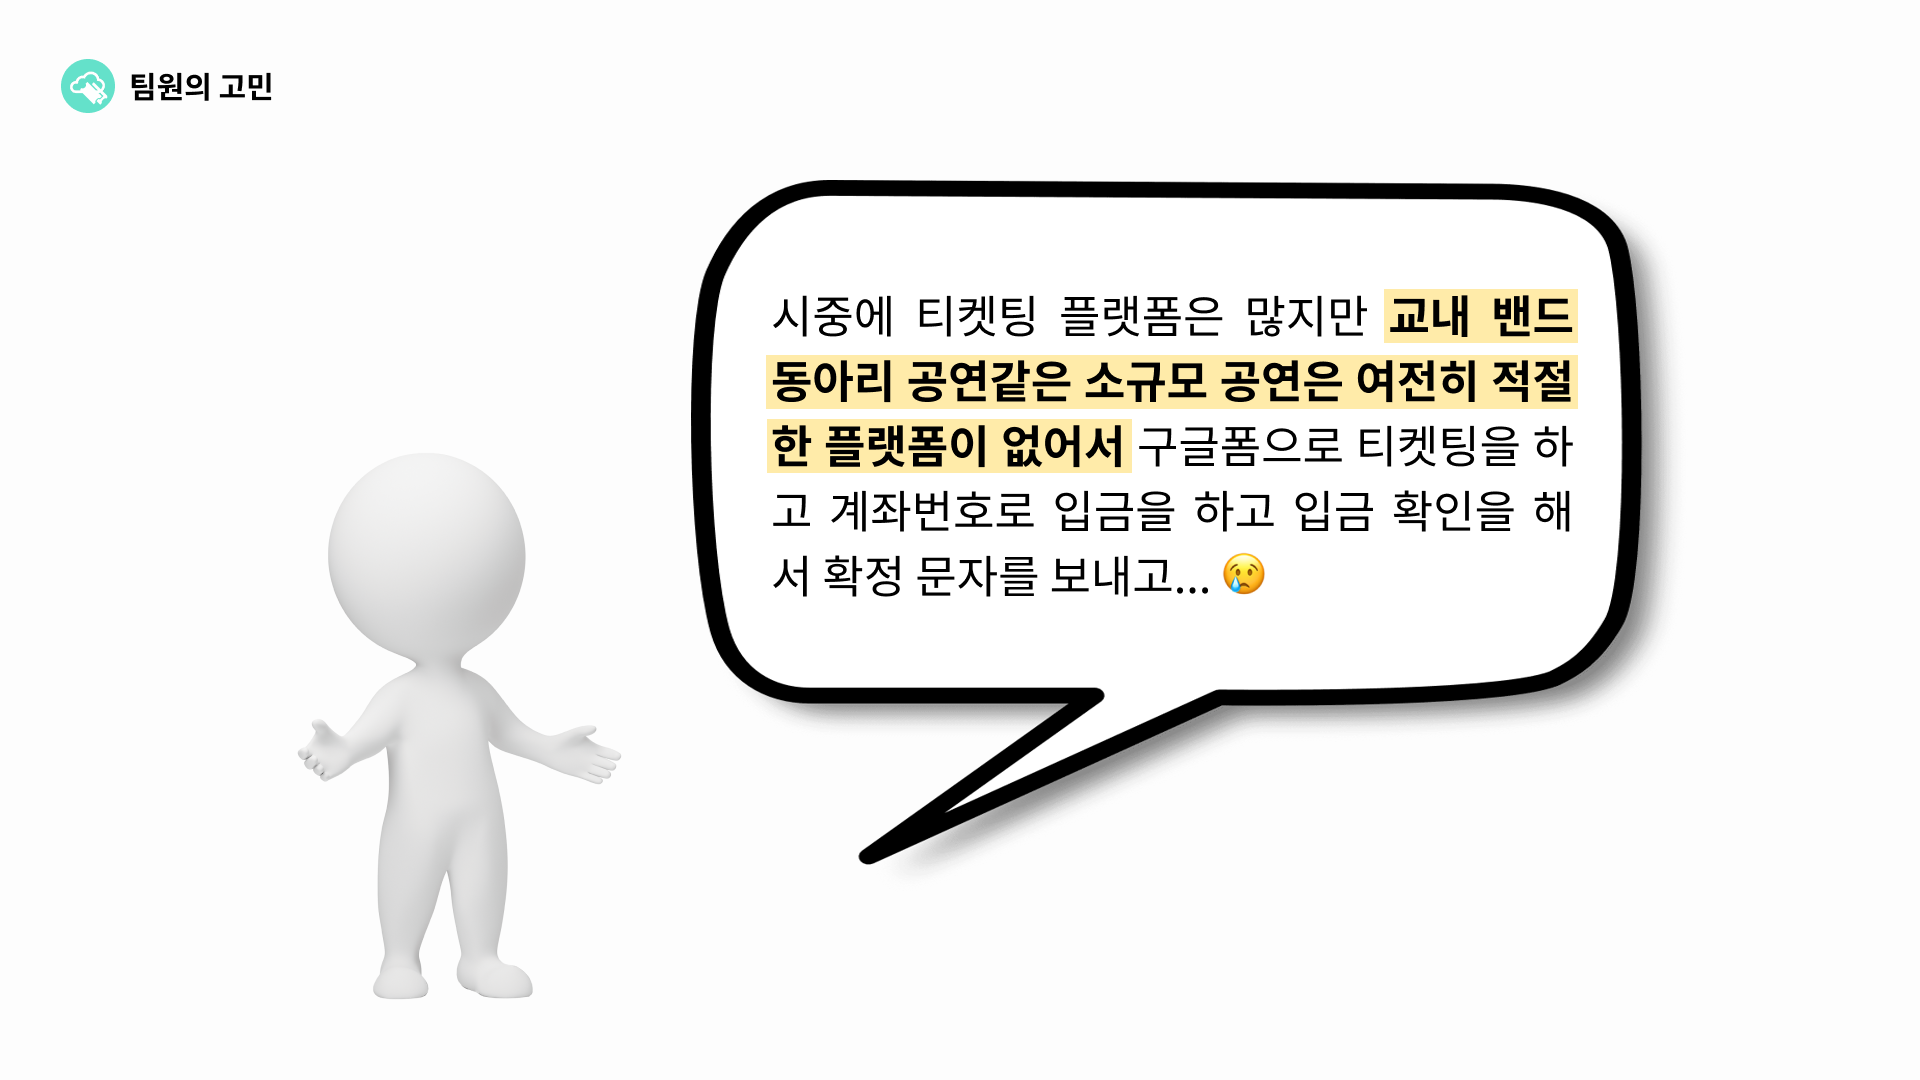 팀원의 고민
시중에 티켓팅 플랫폼은 많지만 교내 밴드
동아리 공연같은 소규모 공연은 여전히 적절
한 플랫폼이 없어서 구글폼으로 티켓팅을 하
고 계좌번호로 입금을 하고 입금 확인을 해
서 확정 문자를 보내고... 😢